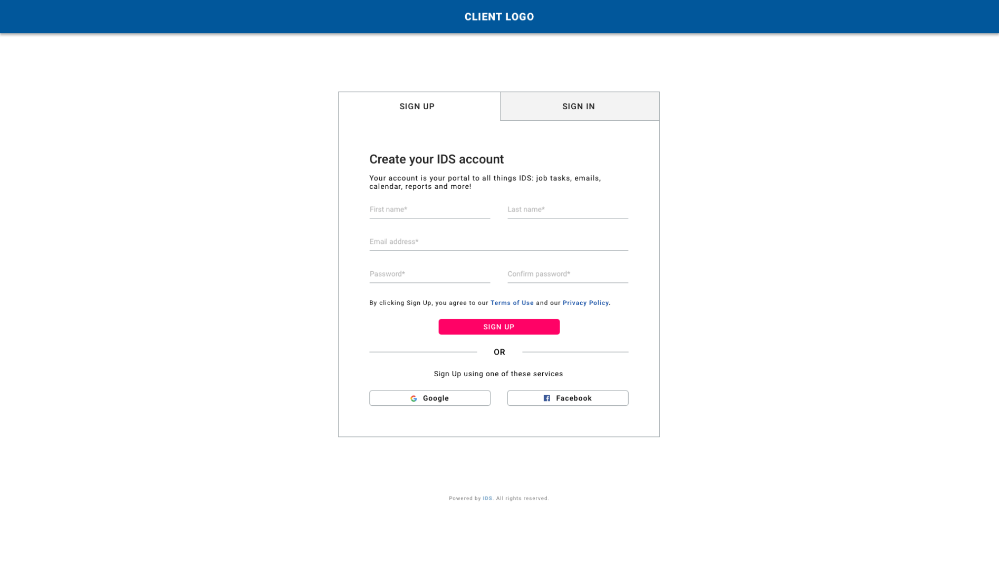 CLIENT LOGO
SIGN UP
SIGN IN
Create your IDS account
Your account is your portal to all things IDS: job tasks, emails,
calendar, reports and more!
First name*
Last name*
Email address*
Password*
Confirm password*
By clicking Sign Up, you agree to our Terms of Use and our Privacy Policy.
SIGN UP
OR
Sign Up using one of these services
Google
Facebook
Powered by IDS. All rights reserved.